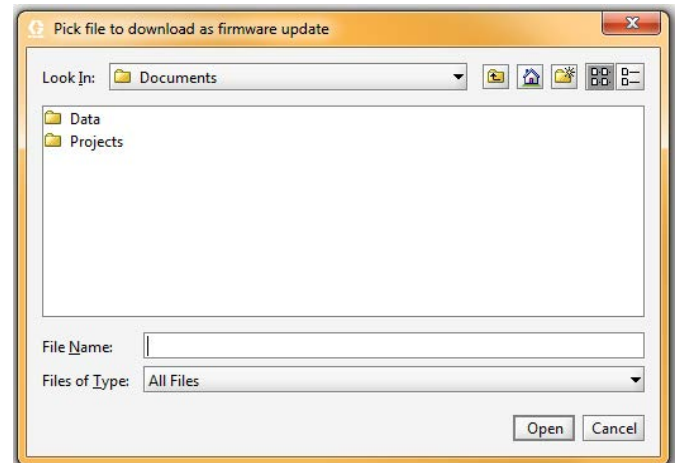 Pick file to download as firmware update
Look In: Documents
Data
Projects
File Name:
Files of Type: All Files
Open Cancel